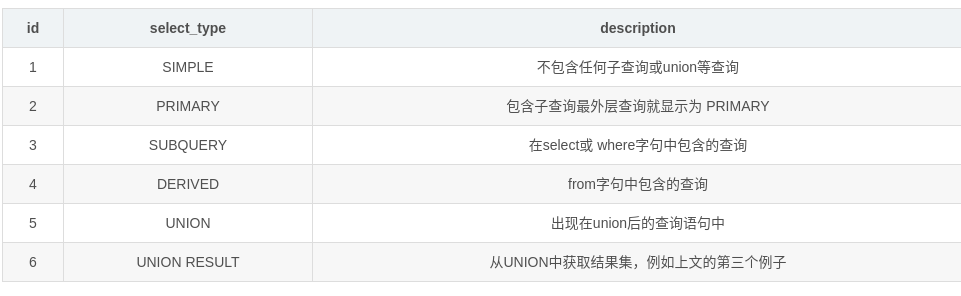 id select_type description
1 SIMPLE 不包含任何子查询或union等查询
2 PRIMARY 包含子查询最外层查询就显示为 PRIMARY
3 SUBQUERY 在select或 where字句中包含的查询
4 DERIVED from字句中包含的查询
5 UNION 出现在union后的查询语句中
6 UNION RESULT 从UNION中获取结果集，例如上文的第三个例子